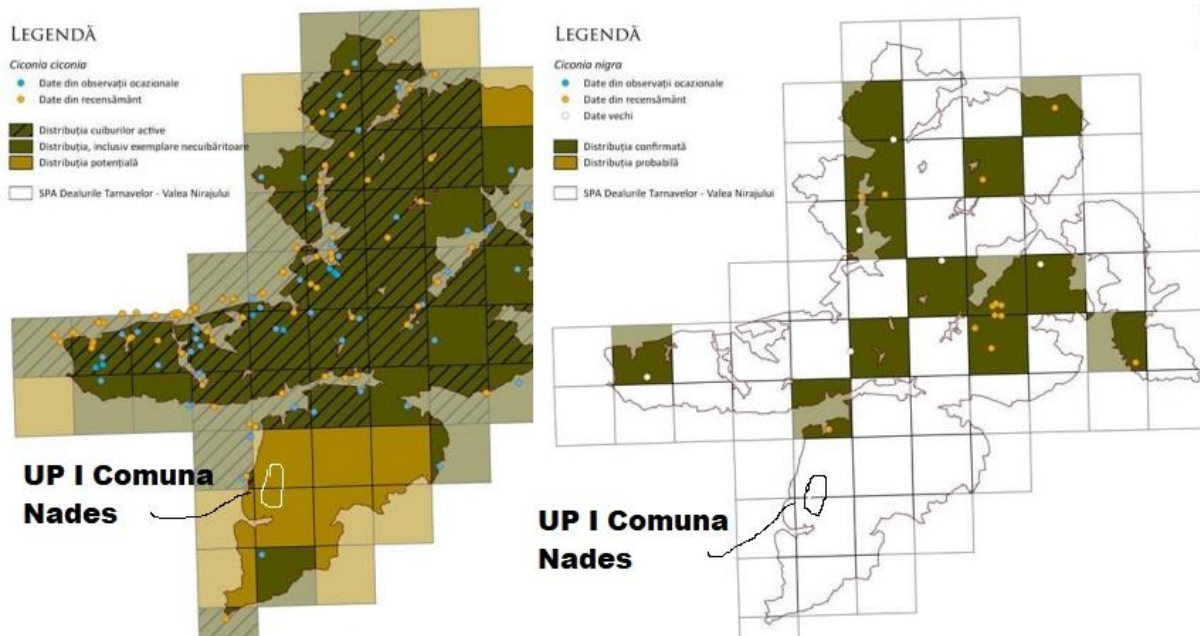 LEGENDĂ
Ciconia ciconia
Date din observații ocazionale
Date din recensământ
Distribuția cuiburilor active
Distribuția, inclusiv exemplare necuibăritoare
Distribuția potențială
SPA Dealurile Tarnavelor - Valea Nirajului
UP I Comuna
Nades
LEGENDĂ
Ciconia nigra
Date din observații ocazionale
Date din recensământ
Date vechi
Distribuția confirmată
Distribuția probabilă
SPA Dealurile Tarnavelor - Valea Nirajului
UP I Comuna
Nades